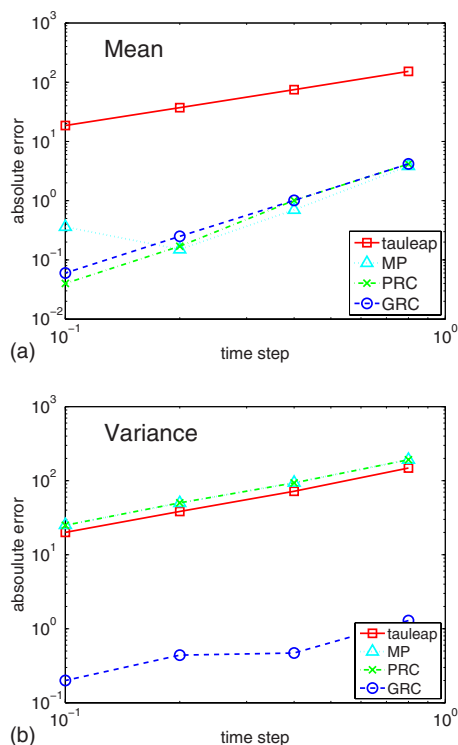 Mean
absolute error
10^3
10^2
10^1
10^0
10^-1
10^-2
tauleap
MP
PRC
GRC
10^-1
10^0
time step
(a)
Variance
absoulute error
10^3
10^2
10^1
10^0
10^-1
tauleap
MP
PRC
GRC
10^-1
10^0
time step
(b)